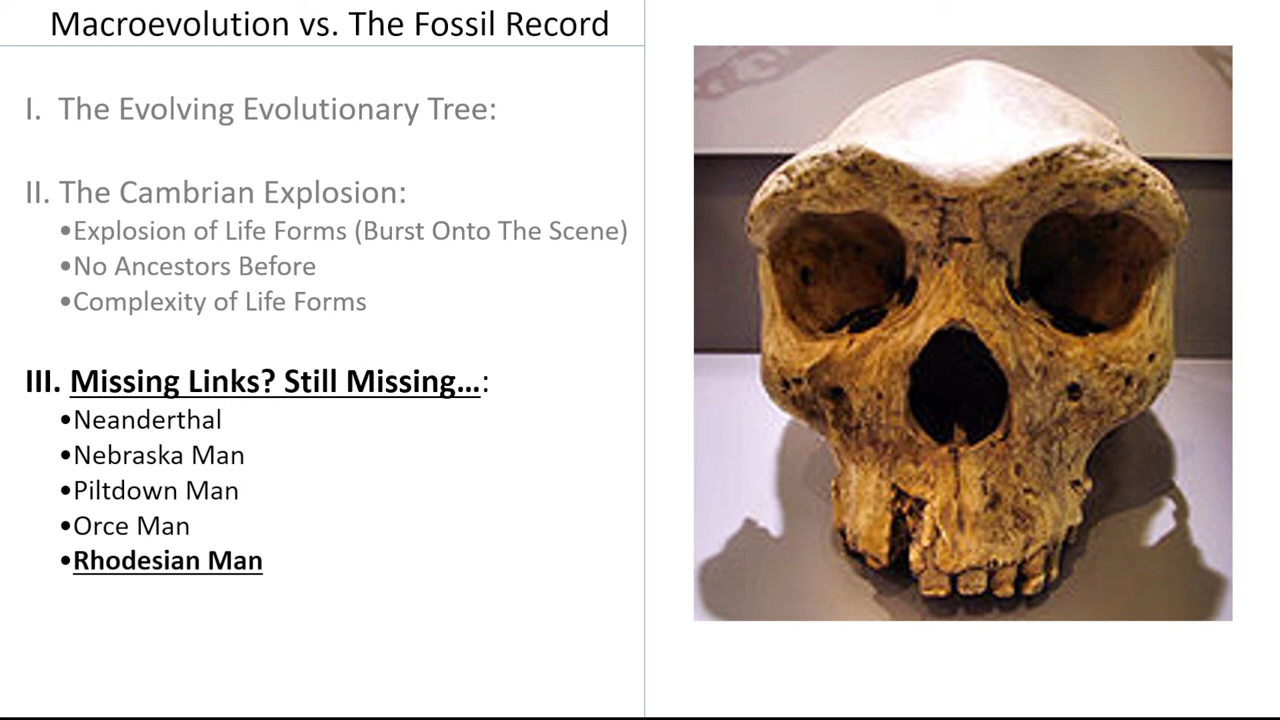 Macroevolution vs. The Fossil Record
I. The Evolving Evolutionary Tree:
II. The Cambrian Explosion:
•Explosion of Life Forms (Burst Onto The Scene)
•No Ancestors Before
•Complexity of Life Forms
III. Missing Links? Still Missing…:
•Neanderthal
•Nebraska Man
•Piltdown Man
•Orce Man
•Rhodesian Man